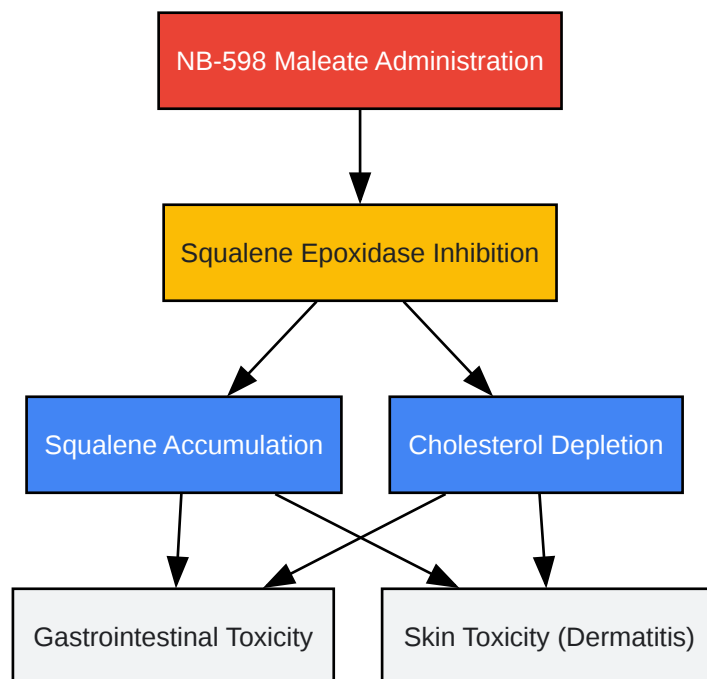 NB-598 Maleate Administration
Squalene Epoxidase Inhibition
Squalene Accumulation
Cholesterol Depletion
Gastrointestinal Toxicity
Skin Toxicity (Dermatitis)